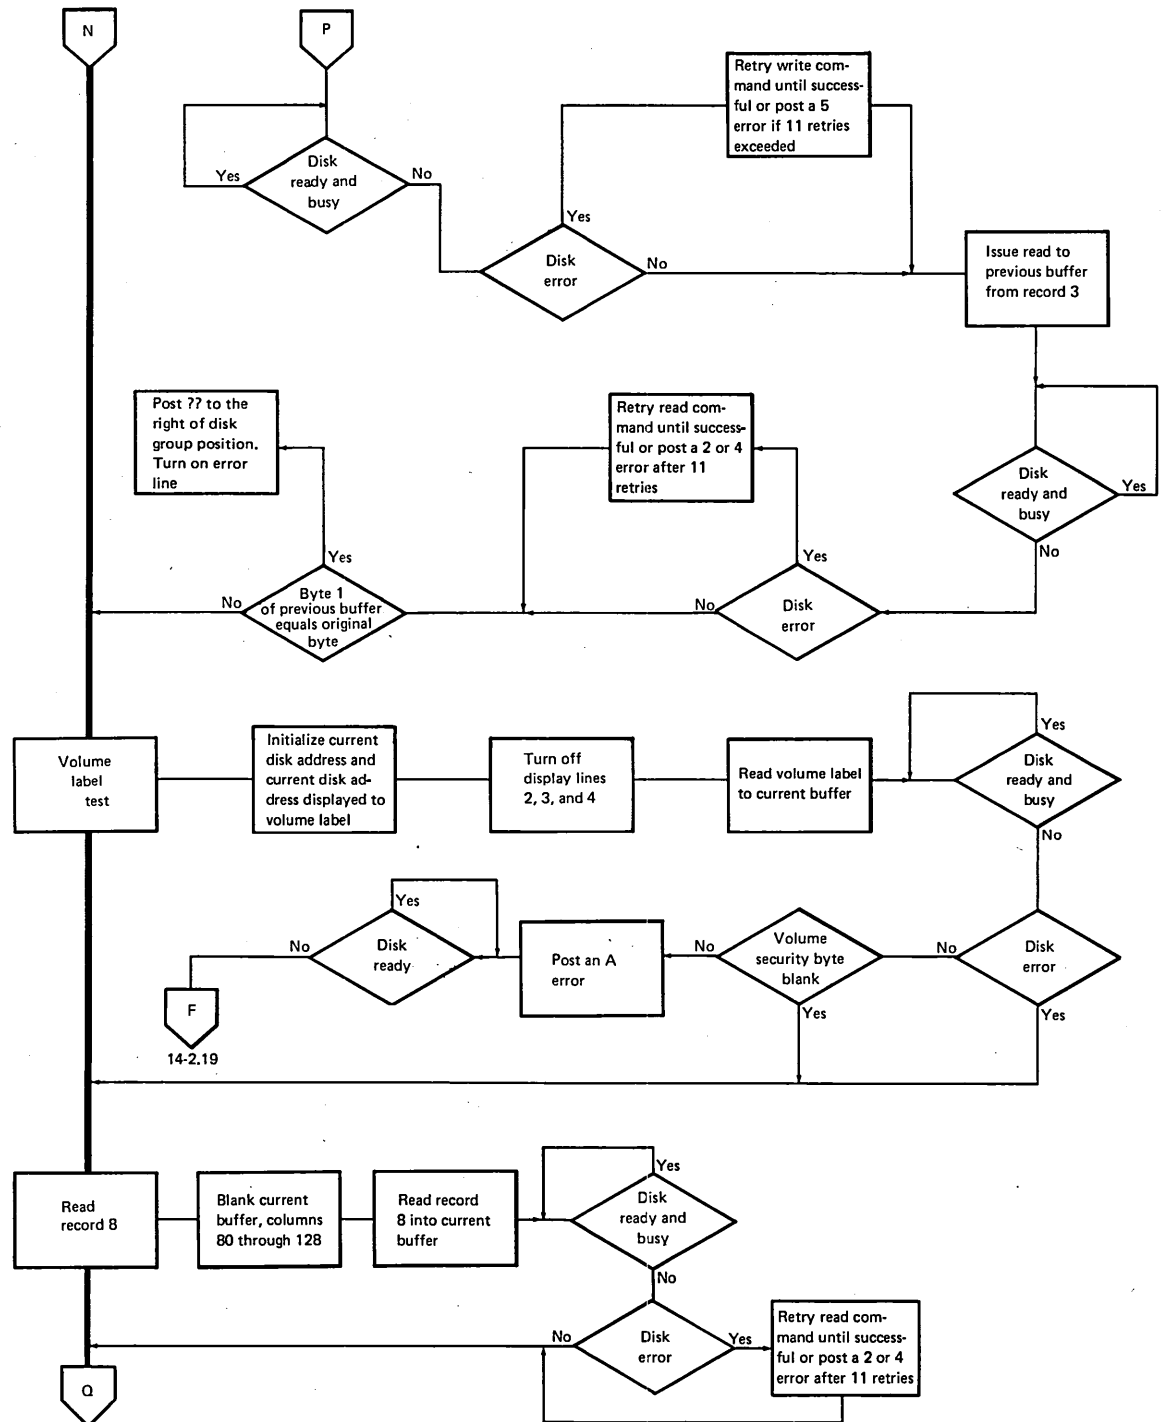 N
P
Retry write com-
mand until success-
ful or post a 5
error if 11 retries
exceeded
Disk
ready and
busy
Yes
No
Yes
Disk
error
No
Issue read to
previous buffer
from record 3
Post ?? to the
right of disk
group position.
Turn on error
line
Retry read com-
mand until success-
ful or post a 2 or 4
error after 11
retries
Disk
ready and
busy
Yes
No
Yes
Byte 1
of previous buffer
equals original
byte
No
Yes
Disk
error
No
Volume
label
test
Initialize current
disk address and
current disk ad-
dress displayed to
volume label
Turn off
display lines
2, 3, and 4
Read volume label
to current buffer
Yes
Disk
ready and
busy
No
Disk
error
No
Yes
Volume
security byte
blank
No
Yes
Post an A
error
Yes
Disk
ready
No
F
14-2.19
Read
record 8
Blank current
buffer, columns
80 through 128
Read record
8 into current
buffer
Yes
Disk
ready and
busy
No
Disk
error
No
Yes
Retry read com-
mand until success-
ful or post a 2 or 4
error after 11 retries
Q